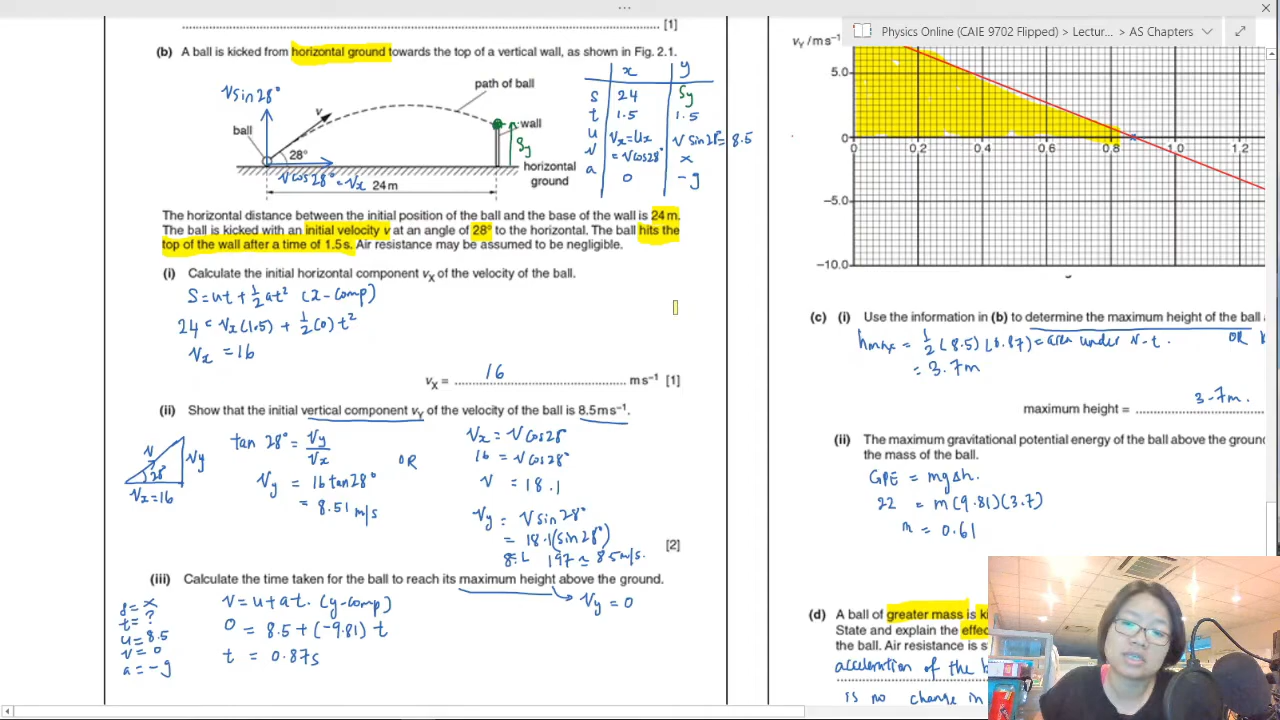 [1]
(b) A ball is kicked from horizontal ground towards the top of a vertical wall, as shown in Fig. 2.1.
v sin28°
path of ball
v
ball
wall
28°
Sy
horizontal
ground
v cos28° = Vx
24 m
x y
s 24 Sy
t 1.5 1.5
u Vx=Ux v sin28°= 8.5
v = v cos28° x
a 0 -g
The horizontal distance between the initial position of the ball and the base of the wall is 24 m.
The ball is kicked with an initial velocity v at an angle of 28° to the horizontal. The ball hits the
top of the wall after a time of 1.5 s. Air resistance may be assumed to be negligible.
(i) Calculate the initial horizontal component vX of the velocity of the ball.
S = ut + 1/2 at² (x-comp)
24 = Vx(1.5) + 1/2 (0) t²
Vx = 16
vX = 16 m s⁻¹ [1]
(ii) Show that the initial vertical component vY of the velocity of the ball is 8.5 m s⁻¹.
v
Vy
28°
Vx=16
tan 28° = Vy/Vx
Vy = 16 tan28°
= 8.51 m/s
OR
Vx = v cos28°
16 = v cos28°
v = 18.1
Vy = v sin28°
= 18.1 (sin28°)
8.5m/s.
[2]
(iii) Calculate the time taken for the ball to reach its maximum height above the ground.
Vy = 0
s= x
t= ?
u= 8.5
v= 0
a= -g
v = u + at. (y-comp)
0 = 8.5 + (-9.81) t
t = 0.87s
Physics Online (CAIE 9702 Flipped) > Lectur... > AS Chapters
vY / m s⁻¹
5.0
0
0 0.2 0.4 0.6 0.8 1.0 1.2
-5.0
-10.0
(c) (i) Use the information in (b) to determine the maximum height of the ball
hmax = 1/2 (8.5) (0.87) = area under v-t. OR
= 3.7m
3.7m.
maximum height =
(ii) The maximum gravitational potential energy of the ball above the ground
the mass of the ball.
GPE = mgΔh.
22 = m (9.81)(3.7)
m = 0.61
(d) A ball of greater mass is
State and explain the
the ball. Air resistance is
acceleration of the
is no change in